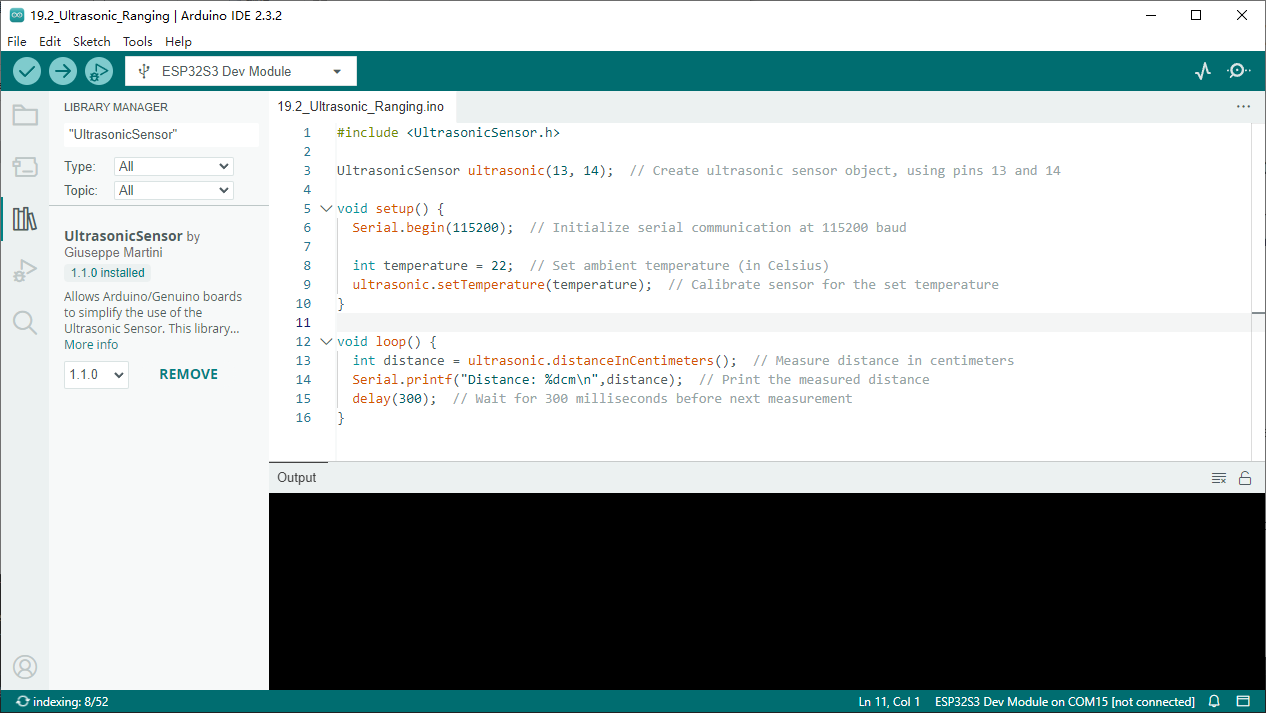 19.2_Ultrasonic_Ranging | Arduino IDE 2.3.2
File Edit Sketch Tools Help
ESP32S3 Dev Module
LIBRARY MANAGER
"UltrasonicSensor"
Type: All
Topic: All
UltrasonicSensor by
Giuseppe Martini
1.1.0 installed
Allows Arduino/Genuino boards
to simplify the use of the
Ultrasonic Sensor. This library...
More info
1.1.0 REMOVE
19.2_Ultrasonic_Ranging.ino
1 #include <UltrasonicSensor.h>
2
3 UltrasonicSensor ultrasonic(13, 14);  // Create ultrasonic sensor object, using pins 13 and 14
4
5 void setup() {
6   Serial.begin(115200);  // Initialize serial communication at 115200 baud
7
8   int temperature = 22;  // Set ambient temperature (in Celsius)
9   ultrasonic.setTemperature(temperature);  // Calibrate sensor for the set temperature
10 }
11
12 void loop() {
13   int distance = ultrasonic.distanceInCentimeters();  // Measure distance in centimeters
14   Serial.printf("Distance: %dcm\n",distance);  // Print the measured distance
15   delay(300);  // Wait for 300 milliseconds before next measurement
16 }
Output
indexing: 8/52
Ln 11, Col 1 ESP32S3 Dev Module on COM15 [not connected]